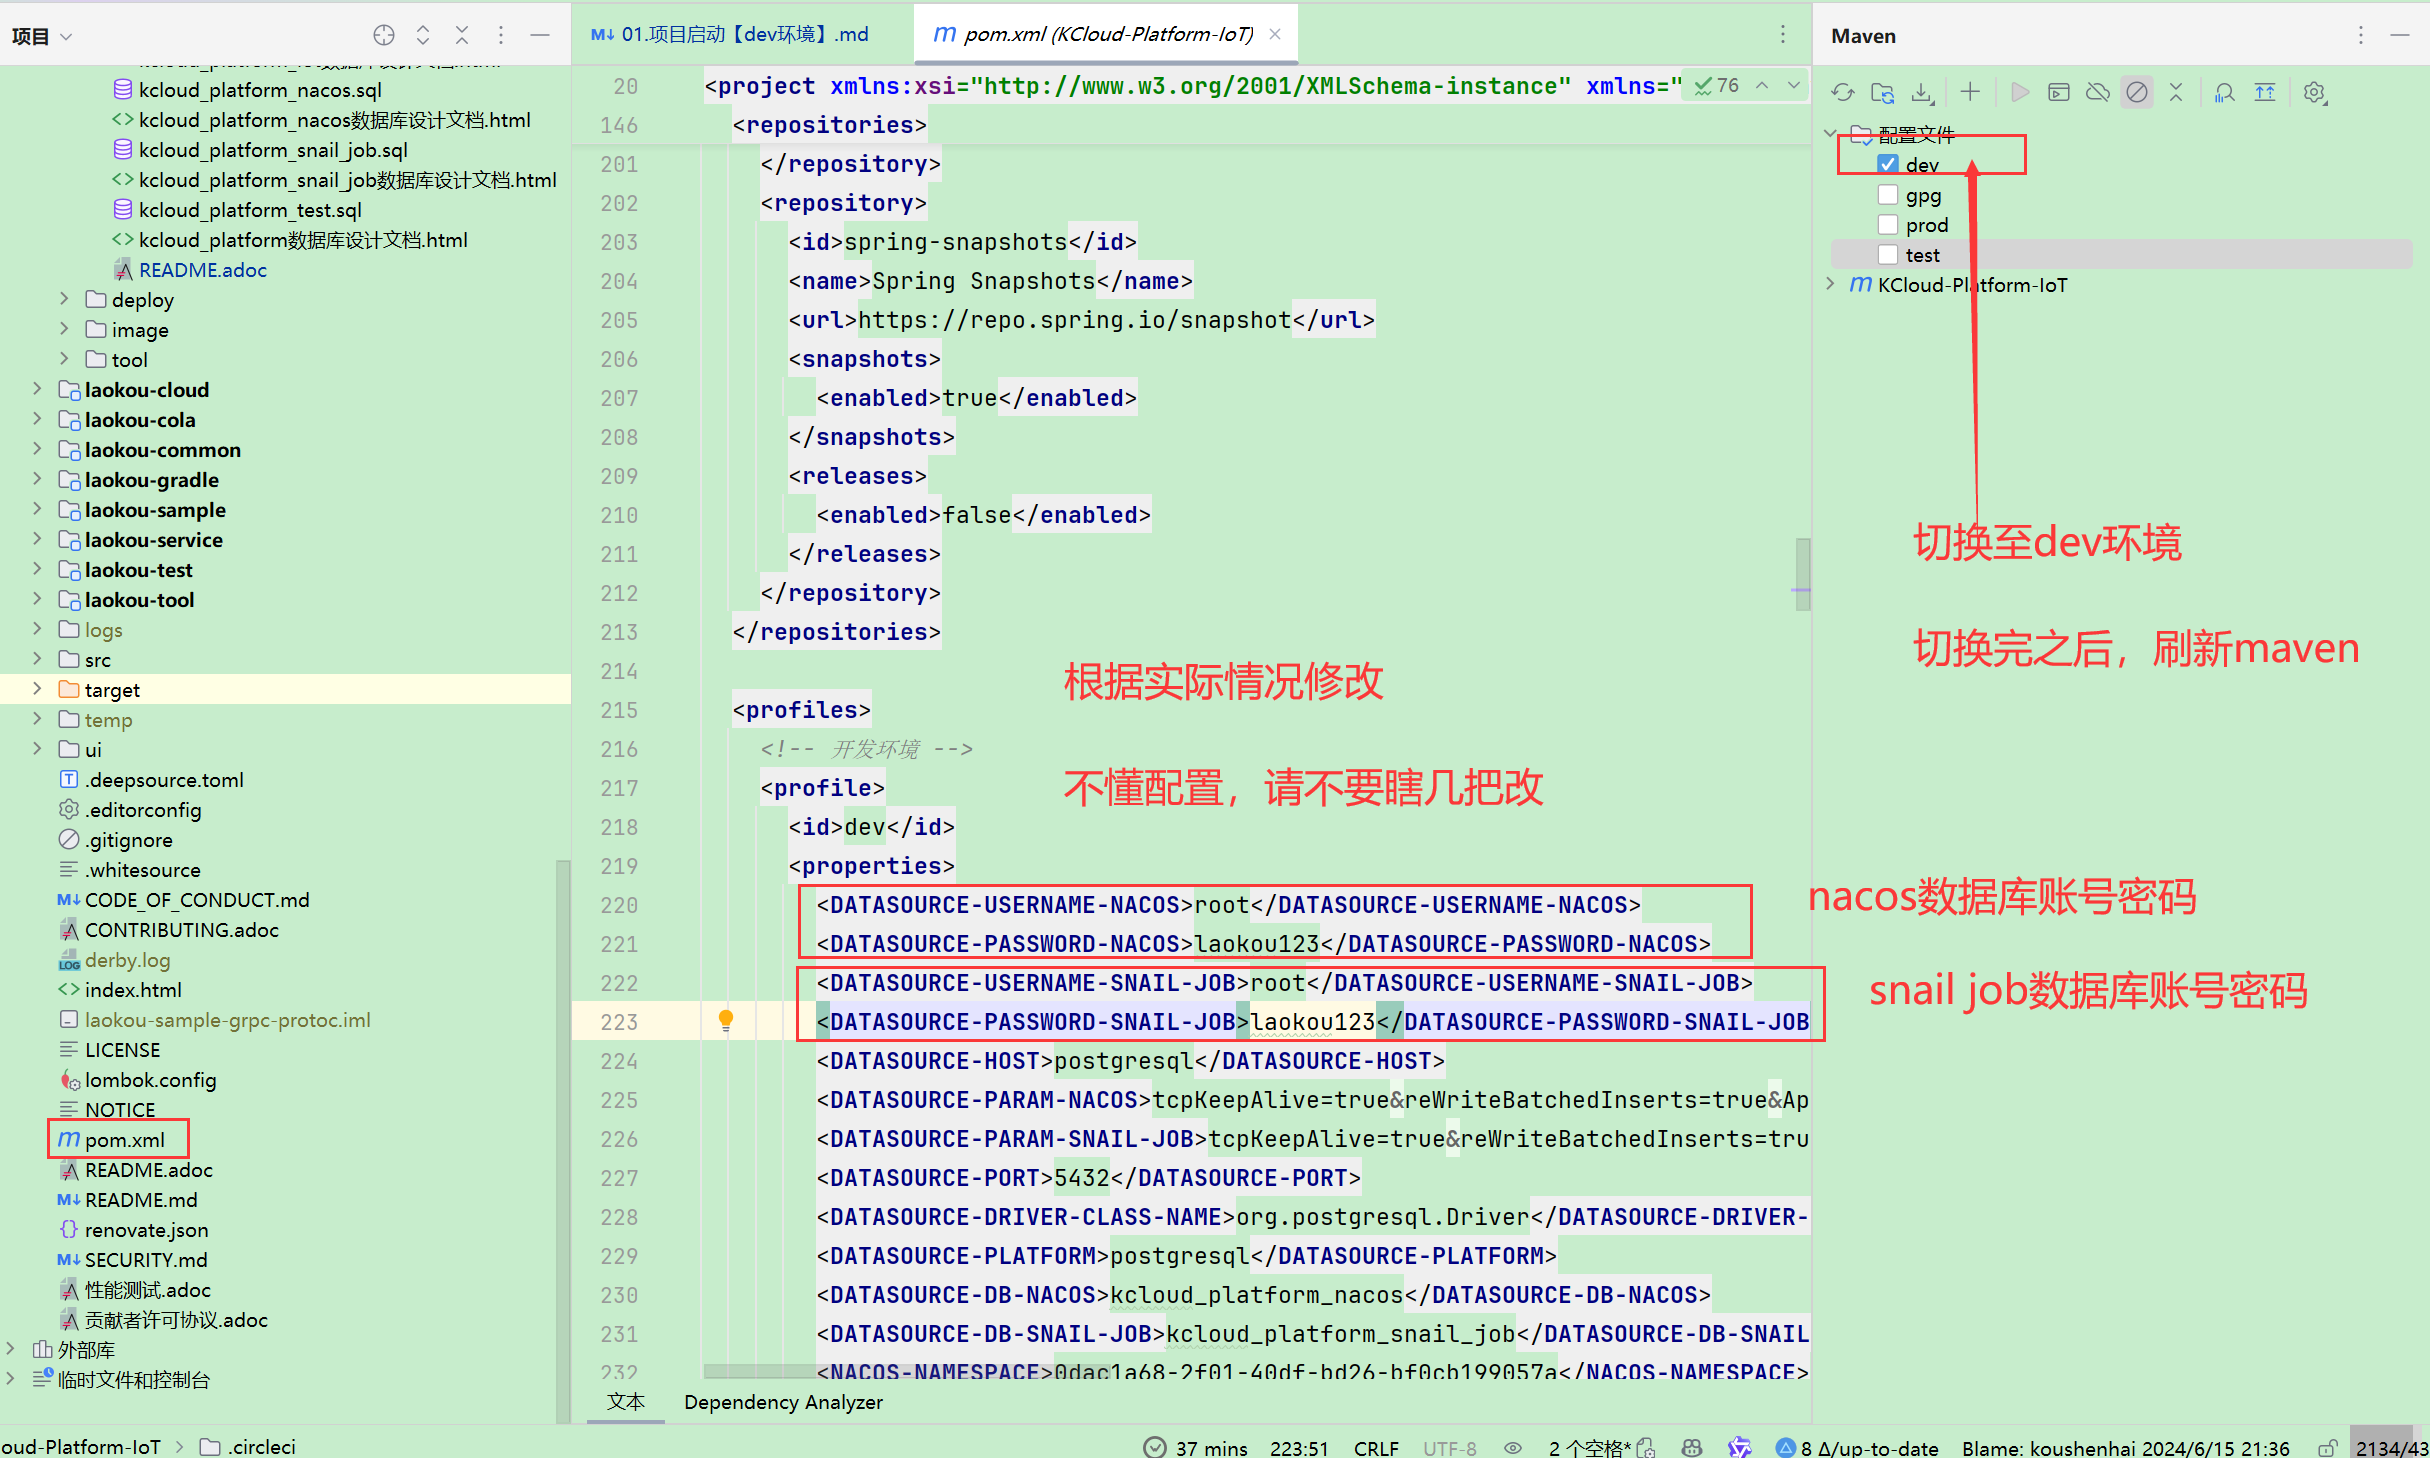 项目
kcloud_platform_nacos.sql
kcloud_platform_nacos数据库设计文档.html
kcloud_platform_snail_job.sql
kcloud_platform_snail_job数据库设计文档.html
kcloud_platform_test.sql
kcloud_platform数据库设计文档.html
README.adoc
deploy
image
tool
laokou-cloud
laokou-cola
laokou-common
laokou-gradle
laokou-sample
laokou-service
laokou-test
laokou-tool
logs
src
target
temp
ui
.deepsource.toml
.editorconfig
.gitignore
.whitesource
CODE_OF_CONDUCT.md
CONTRIBUTING.adoc
derby.log
index.html
laokou-sample-grpc-protoc.iml
LICENSE
lombok.config
NOTICE
pom.xml
README.adoc
README.md
renovate.json
SECURITY.md
性能测试.adoc
贡献者许可协议.adoc
外部库
临时文件和控制台
01.项目启动【dev环境】.md
pom.xml (KCloud-Platform-IoT)
76
20 <project xmlns:xsi="http://www.w3.org/2001/XMLSchema-instance" xmlns="
146 <repositories>
201 </repository>
202 <repository>
203 <id>spring-snapshots</id>
204 <name>Spring Snapshots</name>
205 <url>https://repo.spring.io/snapshot</url>
206 <snapshots>
207 <enabled>true</enabled>
208 </snapshots>
209 <releases>
210 <enabled>false</enabled>
211 </releases>
212 </repository>
213 </repositories>
214
215 <profiles>
216 <!-- 开发环境 -->
217 <profile>
218 <id>dev</id>
219 <properties>
220 <DATASOURCE-USERNAME-NACOS>root</DATASOURCE-USERNAME-NACOS>
221 <DATASOURCE-PASSWORD-NACOS>laokou123</DATASOURCE-PASSWORD-NACOS>
222 <DATASOURCE-USERNAME-SNAIL-JOB>root</DATASOURCE-USERNAME-SNAIL-JOB>
223 <DATASOURCE-PASSWORD-SNAIL-JOB>laokou123</DATASOURCE-PASSWORD-SNAIL-JOB
224 <DATASOURCE-HOST>postgresql</DATASOURCE-HOST>
225 <DATASOURCE-PARAM-NACOS>tcpKeepAlive=true&reWriteBatchedInserts=true&Ap
226 <DATASOURCE-PARAM-SNAIL-JOB>tcpKeepAlive=true&reWriteBatchedInserts=tru
227 <DATASOURCE-PORT>5432</DATASOURCE-PORT>
228 <DATASOURCE-DRIVER-CLASS-NAME>org.postgresql.Driver</DATASOURCE-DRIVER-
229 <DATASOURCE-PLATFORM>postgresql</DATASOURCE-PLATFORM>
230 <DATASOURCE-DB-NACOS>kcloud_platform_nacos</DATASOURCE-DB-NACOS>
231 <DATASOURCE-DB-SNAIL-JOB>kcloud_platform_snail_job</DATASOURCE-DB-SNAIL
232 <NACOS-NAMESPACE>0dac1a68-2f01-40df-bd26-bf0cb199057a</NACOS-NAMESPACE>
根据实际情况修改
不懂配置，请不要瞎几把改
文本 Dependency Analyzer
Maven
配置文件
dev
gpg
prod
test
KCloud-Platform-IoT
切换至dev环境
切换完之后，刷新maven
nacos数据库账号密码
snail job数据库账号密码
oud-Platform-IoT
.circleci
37 mins 223:51 CRLF UTF-8 2 个空格* 8 Δ/up-to-date Blame: koushenhai 2024/6/15 21:36 2134/43